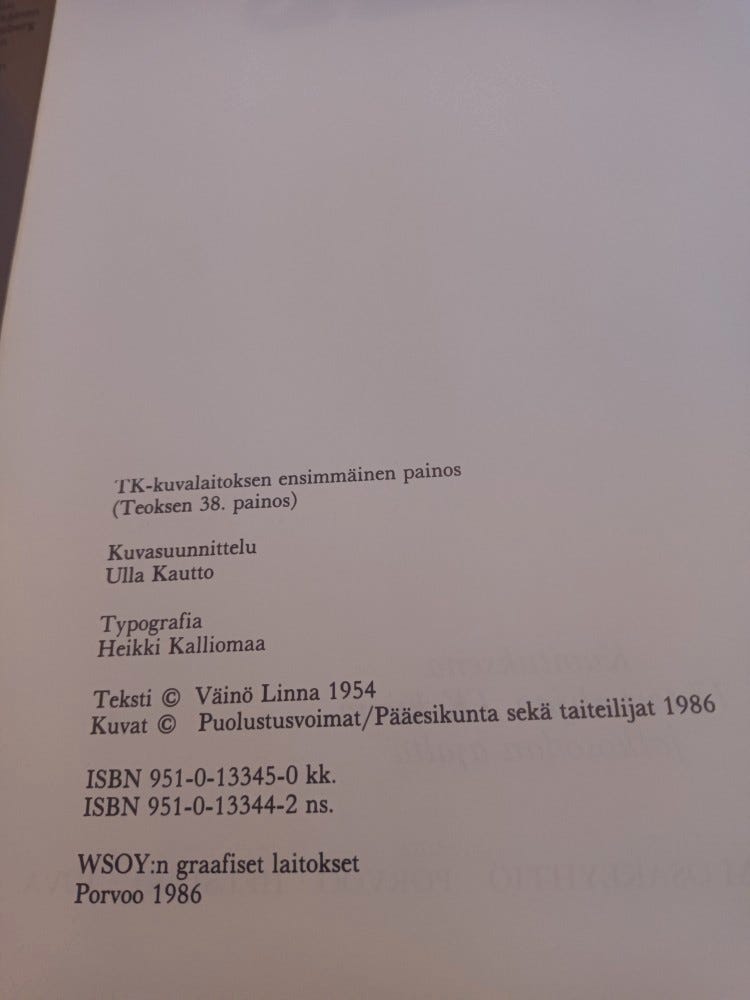 TK-kuvalaitoksen ensimmäinen painos
(Teoksen 38. painos)
Kuvasuunnittelu
Ulla Kautto
Typografia
Heikki Kalliomaa
Teksti © Väinö Linna 1954
Kuvat © Puolustusvoimat/Pääesikunta sekä taiteilijat 1986
ISBN 951-0-13345-0 kk.
ISBN 951-0-13344-2 ns.
WSOY:n graafiset laitokset
Porvoo 1986